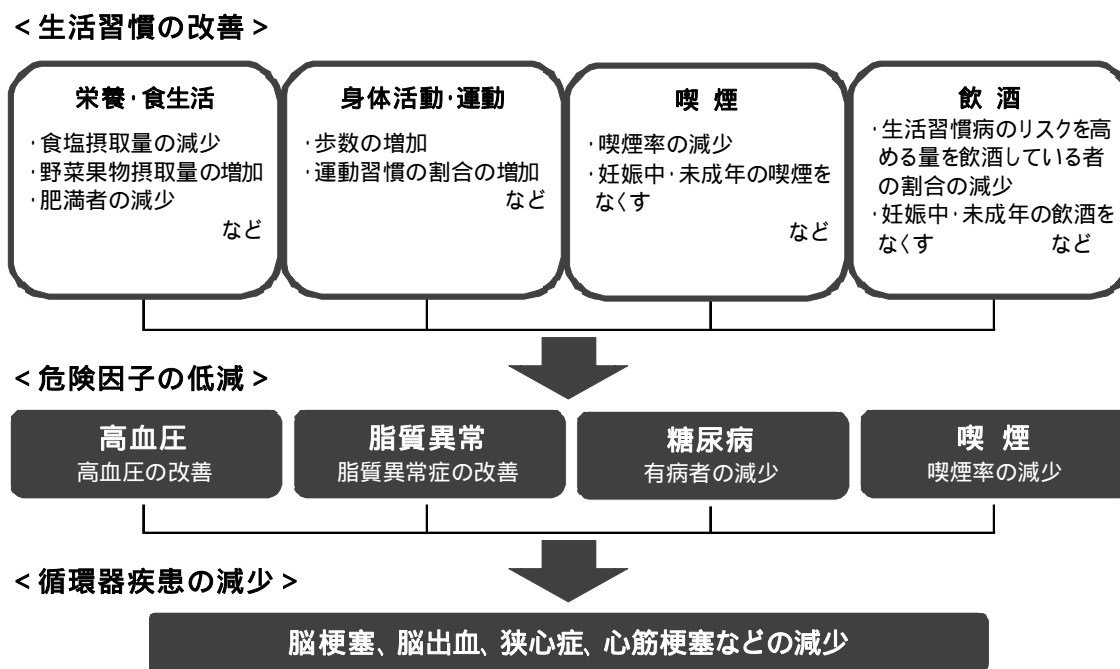 <生活習慣の改善>
栄養・食生活
・食塩摂取量の減少
・野菜果物摂取量の増加
・肥満者の減少
など
身体活動・運動
・歩数の増加
・運動習慣の割合の増加
など
喫 煙
・喫煙率の減少
・妊娠中・未成年の喫煙を
なくす
など
飲 酒
・生活習慣病のリスクを高
める量を飲酒している者
の割合の減少
・妊娠中・未成年の飲酒を
なくす など
<危険因子の低減>
高血圧
高血圧の改善
脂質異常
脂質異常症の改善
糖尿病
有病者の減少
喫 煙
喫煙率の減少
<循環器疾患の減少>
脳梗塞、脳出血、狭心症、心筋梗塞などの減少